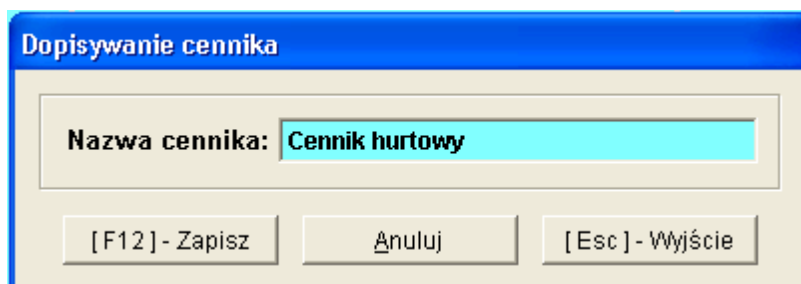 Dopisywanie cennika
Nazwa cennika: Cennik hurtowy
[ F12 ] - Zapisz Anuluj [ Esc ] - Wyjście